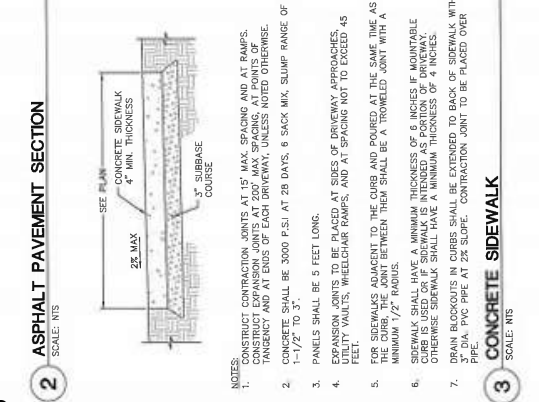 2
ASPHALT PAVEMENT SECTION
SCALE: NTS
SEE PLAN
CONCRETE SIDEWALK
4" MIN. THICKNESS
2% MAX
3" SUBBASE
COURSE
NOTES:
1. CONSTRUCT CONTRACTION JOINTS AT 15' MAX. SPACING AND AT RAMPS.
CONSTRUCT EXPANSION JOINTS AT 200' MAX SPACING, AT POINTS OF
TANGENCY AND AT ENDS OF EACH DRIVEWAY, UNLESS NOTED OTHERWISE.
2. CONCRETE SHALL BE 3000 P.S.I AT 28 DAYS, 6 SACK MIX, SLUMP RANGE OF
1-1/2" TO 3".
3. PANELS SHALL BE 5 FEET LONG.
4. EXPANSION JOINTS TO BE PLACED AT SIDES OF DRIVEWAY APPROACHES,
UTILITY VAULTS, WHEELCHAIR RAMPS, AND AT SPACING NOT TO EXCEED 45
FEET.
5. FOR SIDEWALKS ADJACENT TO THE CURB AND POURED AT THE SAME TIME AS
THE CURB, THE JOINT BETWEEN THEM SHALL BE A TROWELED JOINT WITH A
MINIMUM 1/2" RADIUS.
6. SIDEWALK SHALL HAVE A MINIMUM THICKNESS OF 6 INCHES IF MOUNTABLE
CURB IS USED OR IF SIDEWALK IS INTENDED AS PORTION OF DRIVEWAY.
OTHERWISE SIDEWALK SHALL HAVE A MINIMUM THICKNESS OF 4 INCHES.
7. DRAIN BLOCKOUTS IN CURBS SHALL BE EXTENDED TO BACK OF SIDEWALK WITH
3" DIA. PVC PIPE AT 2% SLOPE. CONTRACTION JOINT TO BE PLACED OVER
PIPE.
3
CONCRETE SIDEWALK
SCALE: NTS